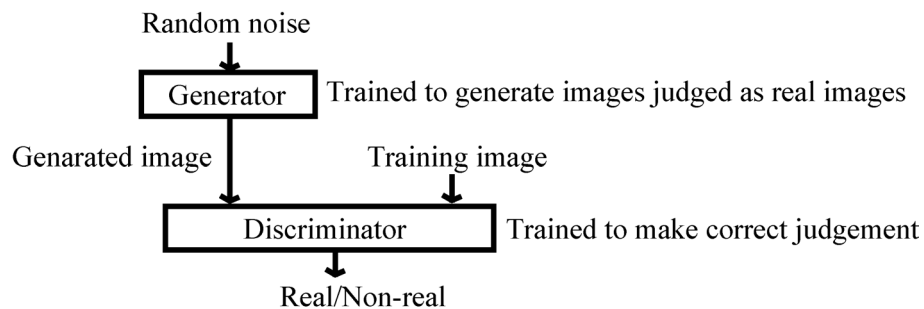 Random noise
Generator
Trained to generate images judged as real images
Genarated image
Training image
Discriminator
Trained to make correct judgement
Real/Non-real